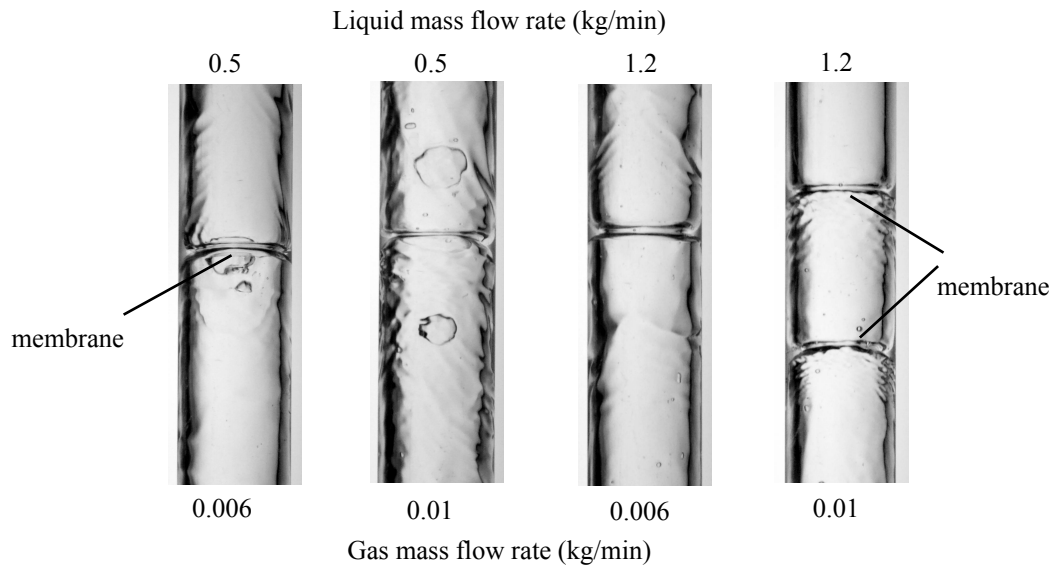 Liquid mass flow rate (kg/min)
0.5 0.5 1.2 1.2
membrane
membrane
0.006 0.01 0.006 0.01
Gas mass flow rate (kg/min)